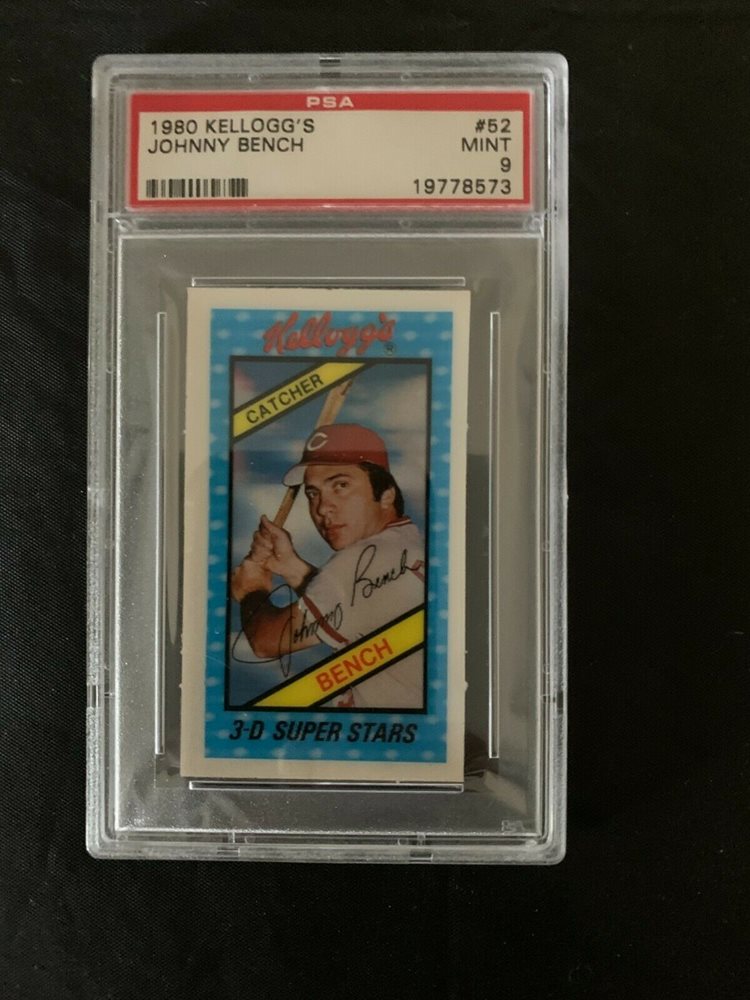 PSA
1980 KELLOGG'S #52
JOHNNY BENCH MINT
9
19778573
Kellogg's
®
CATCHER
C
Johnny Bench
BENCH
3-D SUPER STARS